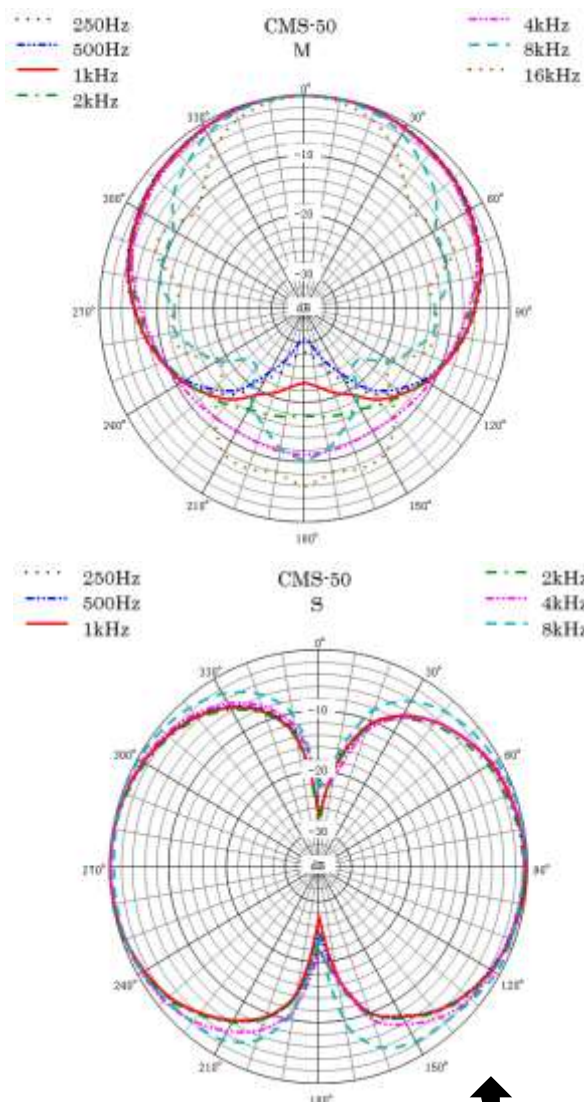 250Hz CMS-50 4kHz
500Hz M 8kHz
1kHz 16kHz
2kHz
0°
330° 30°
-10
300° 60°
-20
-30
270° dB 90°
240° 120°
210° 150°
180°
250Hz CMS-50 2kHz
500Hz S 4kHz
1kHz 8kHz
0°
330° 30°
-10
300° 60°
-20
-30
270° dB 90°
240° 120°
210° 150°
180°